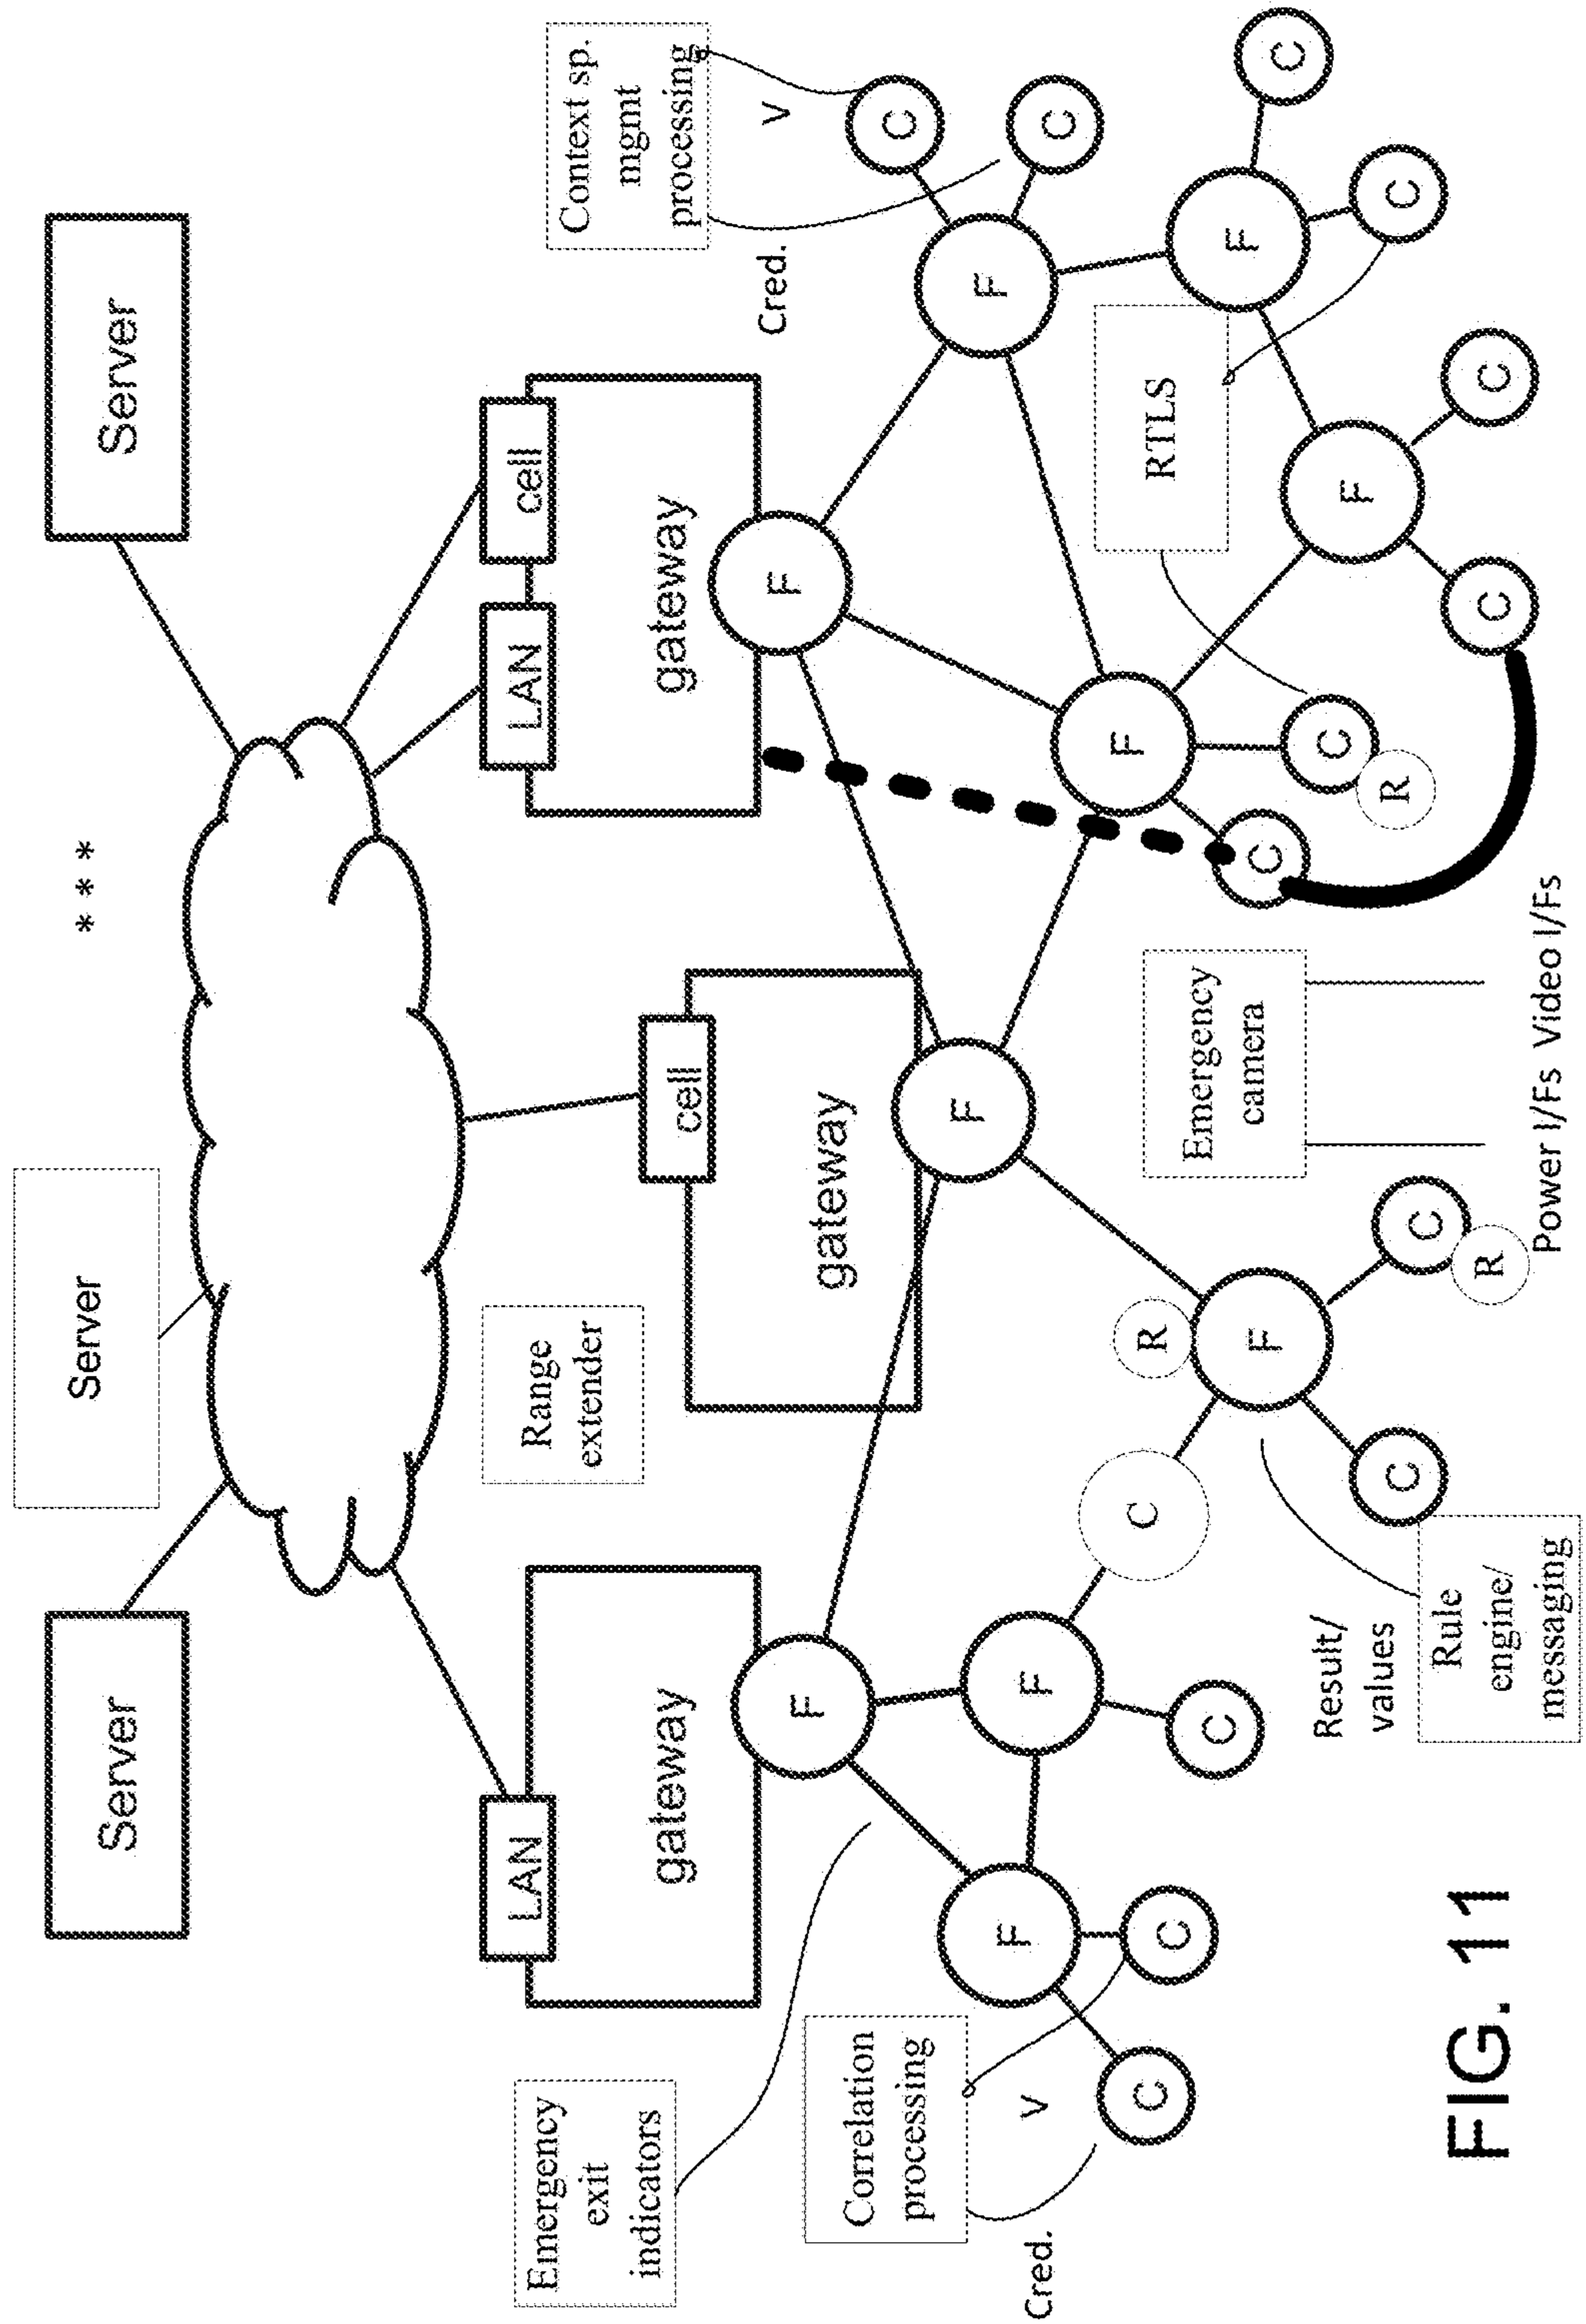 Server
Server
* * *
Server
LAN
Range
extender
cell
LAN
cell
Context sp.
mgmt
processing
Emergency
exit
indicators
gateway
gateway
gateway
Cred.
V
F
F
F
C
Correlation
processing
F
F
C
Cred.
V
F
F
C
C
C
C
R
Emergency
camera
F
RTLS
C
F
C
F
C
F
C
Result/
values
C
R
F
C
C
C
R
C
C
Rule
engine/
messaging
Power I/Fs Video I/Fs
FIG. 11